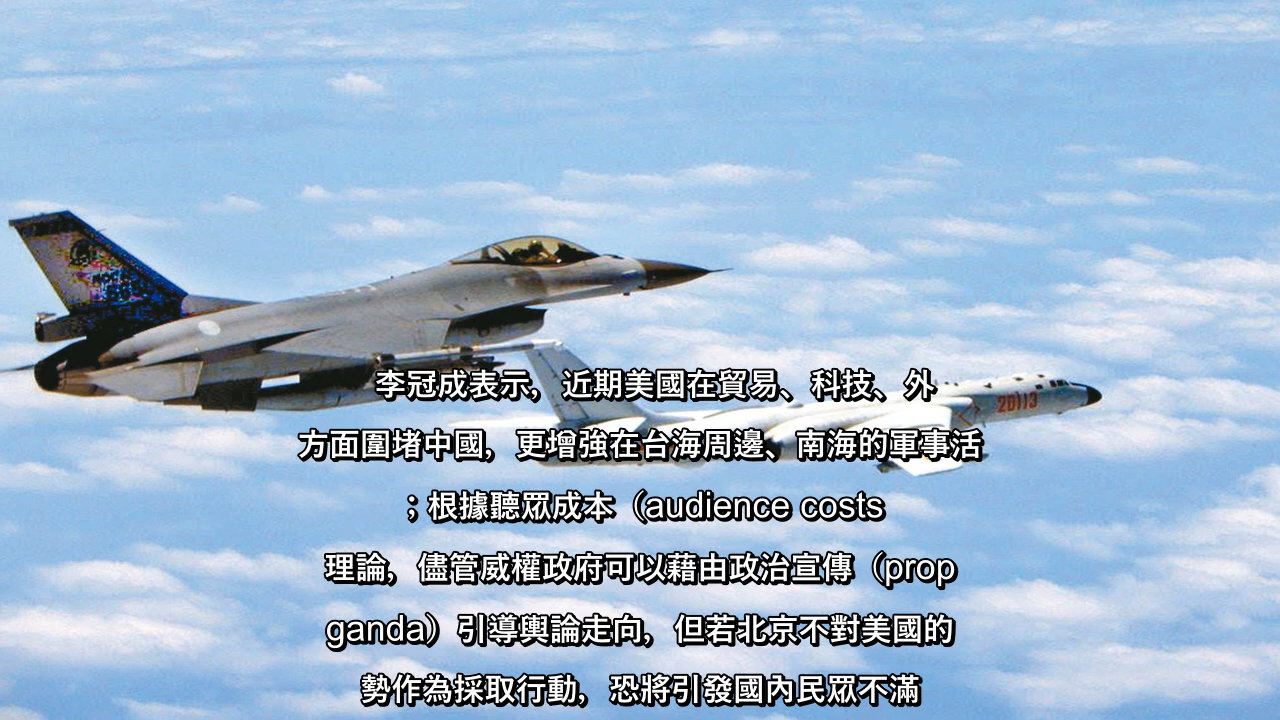 李冠成表示，近期美國在貿易、科技、外
方面圍堵中國，更增強在台海周邊、南海的軍事活
；根據聽眾成本（audience costs
理論，儘管威權政府可以藉由政治宣傳（prop
ganda）引導輿論走向，但若北京不對美國的
勢作為採取行動，恐將引發國內民眾不滿
20113